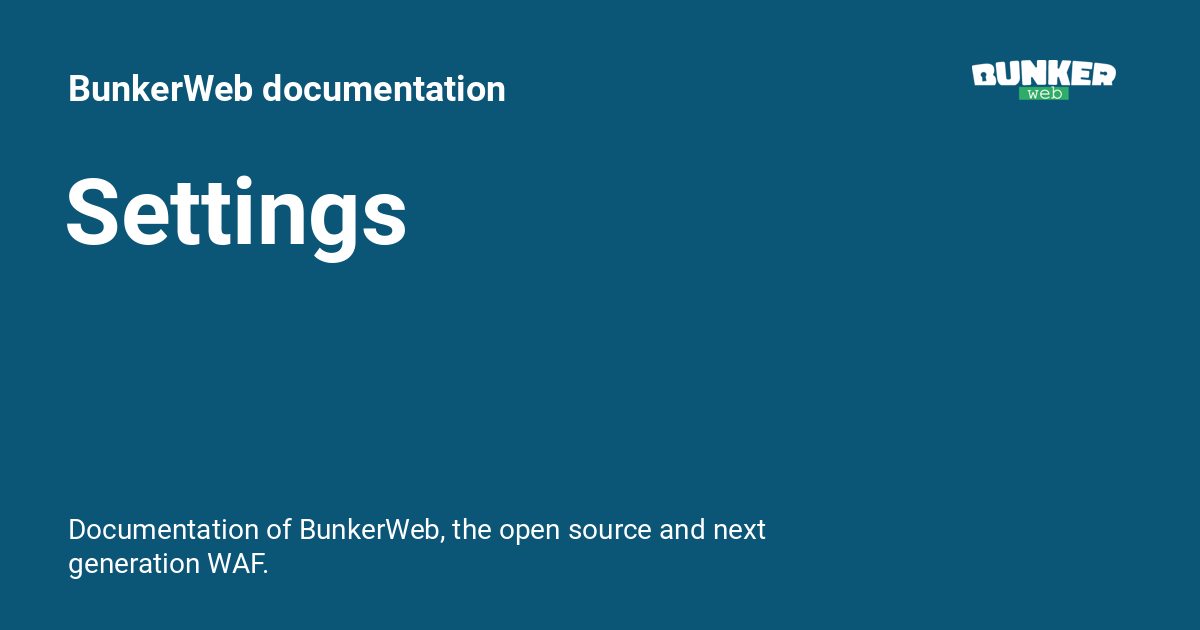 BunkerWeb documentation
BUNKER
web
Settings
Documentation of BunkerWeb, the open source and next
generation WAF.